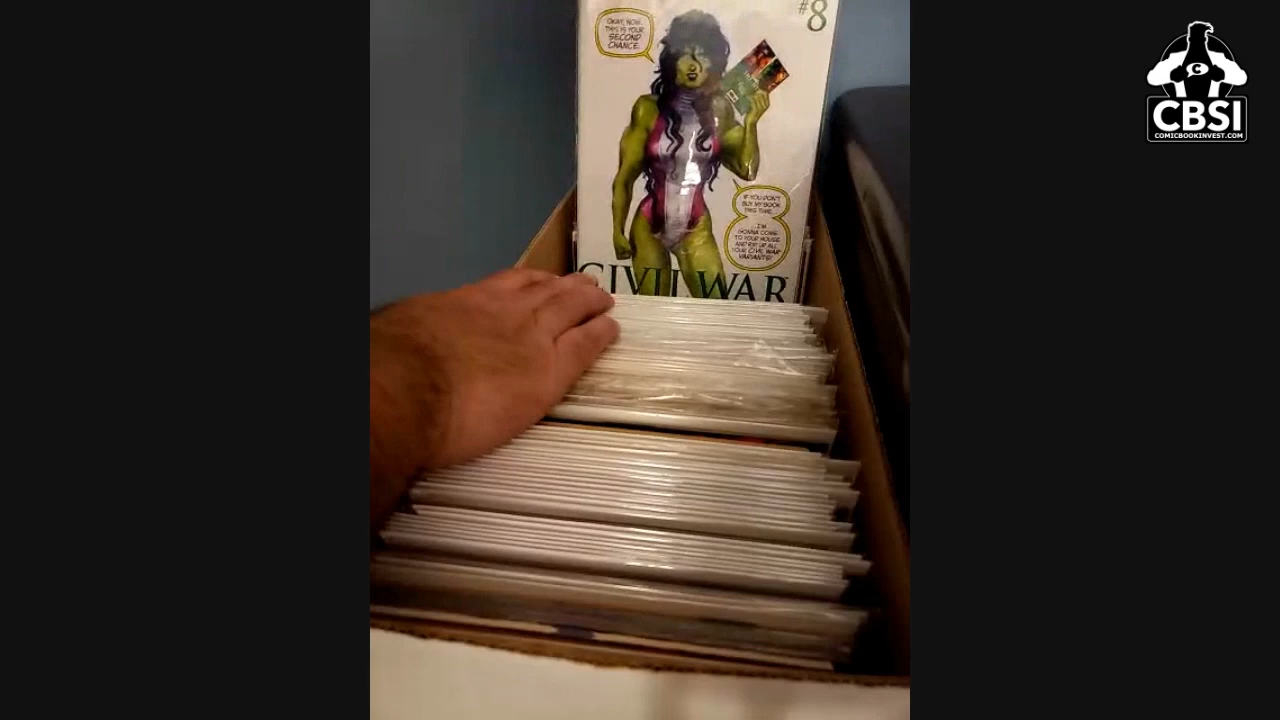 #8
OKAY, NOW
THIS IS YOUR
SECOND
CHANCE.
IF YOU DON'T
BUY MY BOOK
THIS TIME,
I'M
GONNA COME
TO YOUR HOUSE
AND RIP UP ALL
YOUR CIVIL WAR
VARIANTS!
CIVIL WAR
C
CBSI
COMICBOOKINVEST.COM